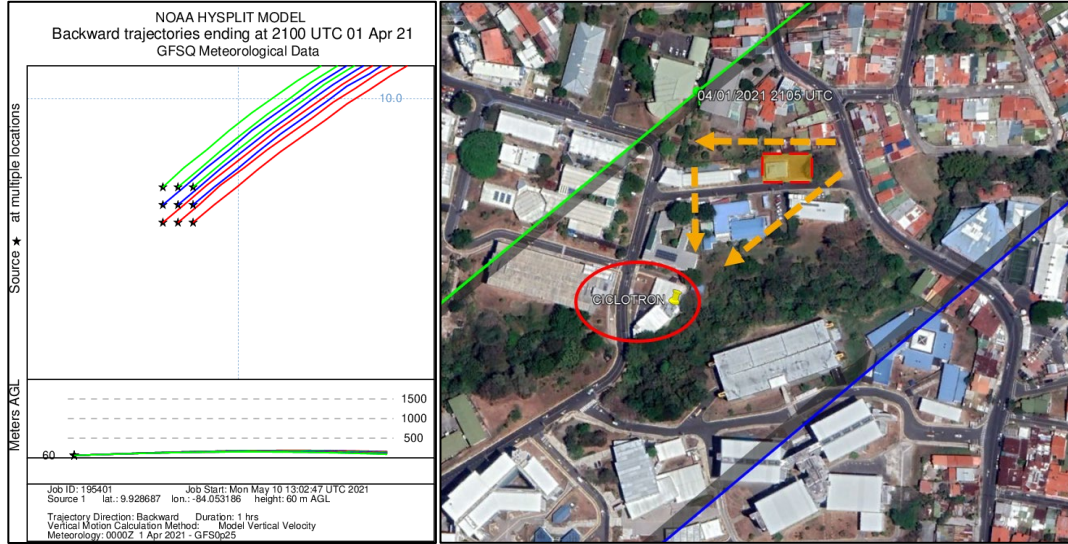 NOAA HYSPLIT MODEL
Backward trajectories ending at 2100 UTC 01 Apr 21
GFSQ Meteorological Data
Source ★ at multiple locations
10.0
Meters AGL
1500
1000
500
60
Job ID: 195401 Job Start: Mon May 10 13:02:47 UTC 2021
Source 1 lat.: 9.928687 lon.: -84.053186 height: 60 m AGL
Trajectory Direction: Backward Duration: 1 hrs
Vertical Motion Calculation Method: Model Vertical Velocity
Meteorology: 0000Z 1 Apr 2021 - GFS0p25
04/01/2021 2105 UTC
CICLOTRON